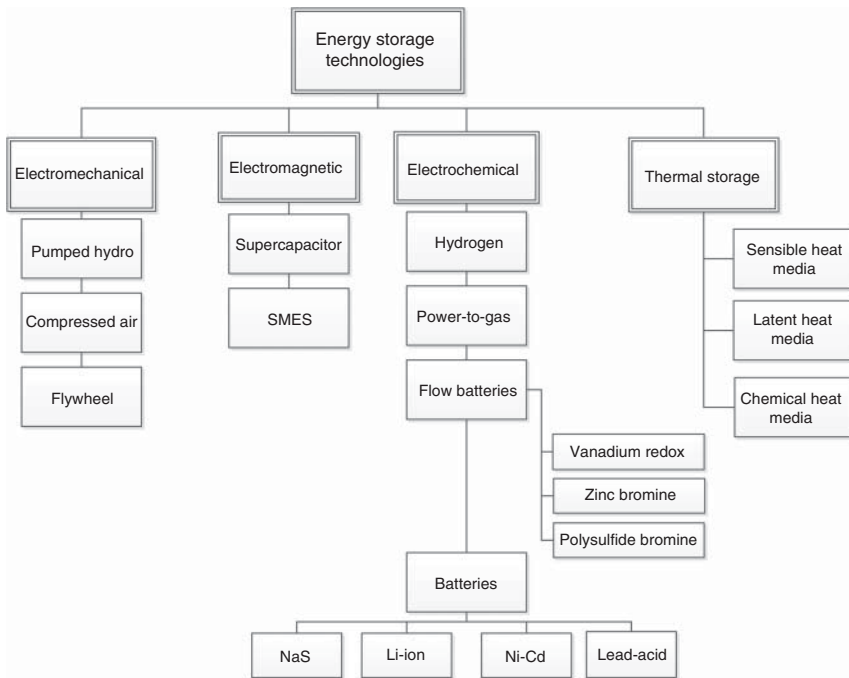 Energy storage
technologies
Electromechanical
Electromagnetic
Electrochemical
Thermal storage
Pumped hydro
Compressed air
Flywheel
Supercapacitor
SMES
Hydrogen
Power-to-gas
Flow batteries
Vanadium redox
Zinc bromine
Polysulfide bromine
Batteries
NaS
Li-ion
Ni-Cd
Lead-acid
Sensible heat
media
Latent heat
media
Chemical heat
media